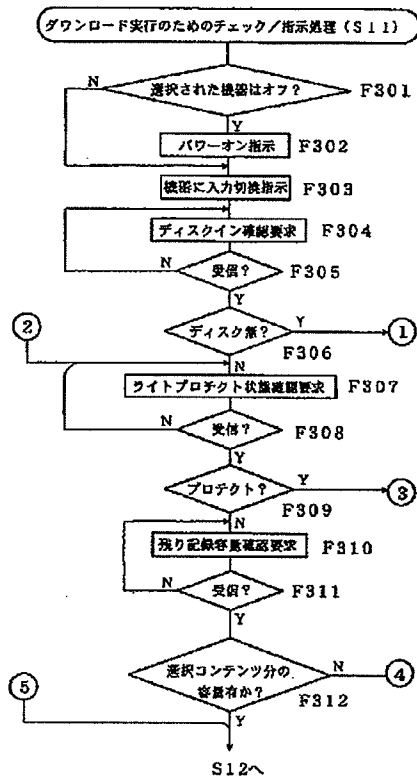 ダウンロード実行のためのチェック/指示処理(S11)
選択された機器はオフ?
N
F301
Y
パワーオン指示 F302
機器に入力切換指示 F303
ディスクイン確認要求 F304
N
受信?
F305
Y
②
ディスク無?
Y
①
F306
N
ライトプロテクト状態確認要求 F307
N
受信?
F308
Y
プロテクト?
Y
③
F309
N
残り記録容量確認要求 F310
N
受信?
F311
Y
選択コンテンツ分の
容量有か?
N
④
F312
⑤
Y
S12へ